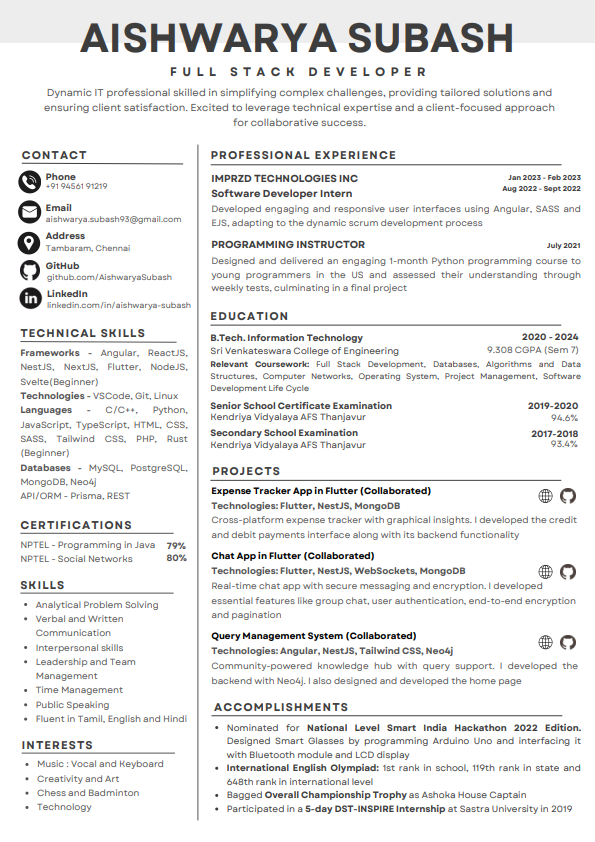 AISHWARYA SUBASH
FULL STACK DEVELOPER
Dynamic IT professional skilled in simplifying complex challenges, providing tailored solutions and
ensuring client satisfaction. Excited to leverage technical expertise and a client-focused approach
for collaborative success.
CONTACT
Phone
+91 94561 91219
Email
aishwarya.subash93@gmail.com
Address
Tambaram, Chennai
GitHub
github.com/AishwaryaSubash
LinkedIn
linkedin.com/in/aishwarya-subash
TECHNICAL SKILLS
Frameworks - Angular, ReactJS,
NestJS, NextJS, Flutter, NodeJS,
Svelte(Beginner)
Technologies - VSCode, Git, Linux
Languages - C/C++, Python,
JavaScript, TypeScript, HTML, CSS,
SASS, Tailwind CSS, PHP, Rust
(Beginner)
Databases - MySQL, PostgreSQL,
MongoDB, Neo4j
API/ORM - Prisma, REST
CERTIFICATIONS
NPTEL - Programming in Java 79%
NPTEL - Social Networks 80%
SKILLS
• Analytical Problem Solving
• Verbal and Written
Communication
• Interpersonal skills
• Leadership and Team
Management
• Time Management
• Public Speaking
• Fluent in Tamil, English and Hindi
INTERESTS
• Music : Vocal and Keyboard
• Creativity and Art
• Chess and Badminton
• Technology
PROFESSIONAL EXPERIENCE
IMPRZD TECHNOLOGIES INC Jan 2023 - Feb 2023
Software Developer Intern Aug 2022 - Sept 2022
Developed engaging and responsive user interfaces using Angular, SASS and
EJS, adapting to the dynamic scrum development process
PROGRAMMING INSTRUCTOR July 2021
Designed and delivered an engaging 1-month Python programming course to
young programmers in the US and assessed their understanding through
weekly tests, culminating in a final project
EDUCATION
B.Tech. Information Technology 2020 - 2024
Sri Venkateswara College of Engineering 9.308 CGPA (Sem 7)
Relevant Coursework: Full Stack Development, Databases, Algorithms and Data
Structures, Computer Networks, Operating System, Project Management, Software
Development Life Cycle
Senior School Certificate Examination 2019-2020
Kendriya Vidyalaya AFS Thanjavur 94.6%
Secondary School Examination 2017-2018
Kendriya Vidyalaya AFS Thanjavur 93.4%
PROJECTS
Expense Tracker App in Flutter (Collaborated)
Technologies: Flutter, NestJS, MongoDB
Cross-platform expense tracker with graphical insights. I developed the credit
and debit payments interface along with its backend functionality
Chat App in Flutter (Collaborated)
Technologies: Flutter, NestJS, WebSockets, MongoDB
Real-time chat app with secure messaging and encryption. I developed
essential features like group chat, user authentication, end-to-end encryption
and pagination
Query Management System (Collaborated)
Technologies: Angular, NestJS, Tailwind CSS, Neo4j
Community-powered knowledge hub with query support. I developed the
backend with Neo4j. I also designed and developed the home page
ACCOMPLISHMENTS
• Nominated for National Level Smart India Hackathon 2022 Edition.
Designed Smart Glasses by programming Arduino Uno and interfacing it
with Bluetooth module and LCD display
• International English Olympiad: 1st rank in school, 119th rank in state and
648th rank in international level
• Bagged Overall Championship Trophy as Ashoka House Captain
• Participated in a 5-day DST-INSPIRE Internship at Sastra University in 2019